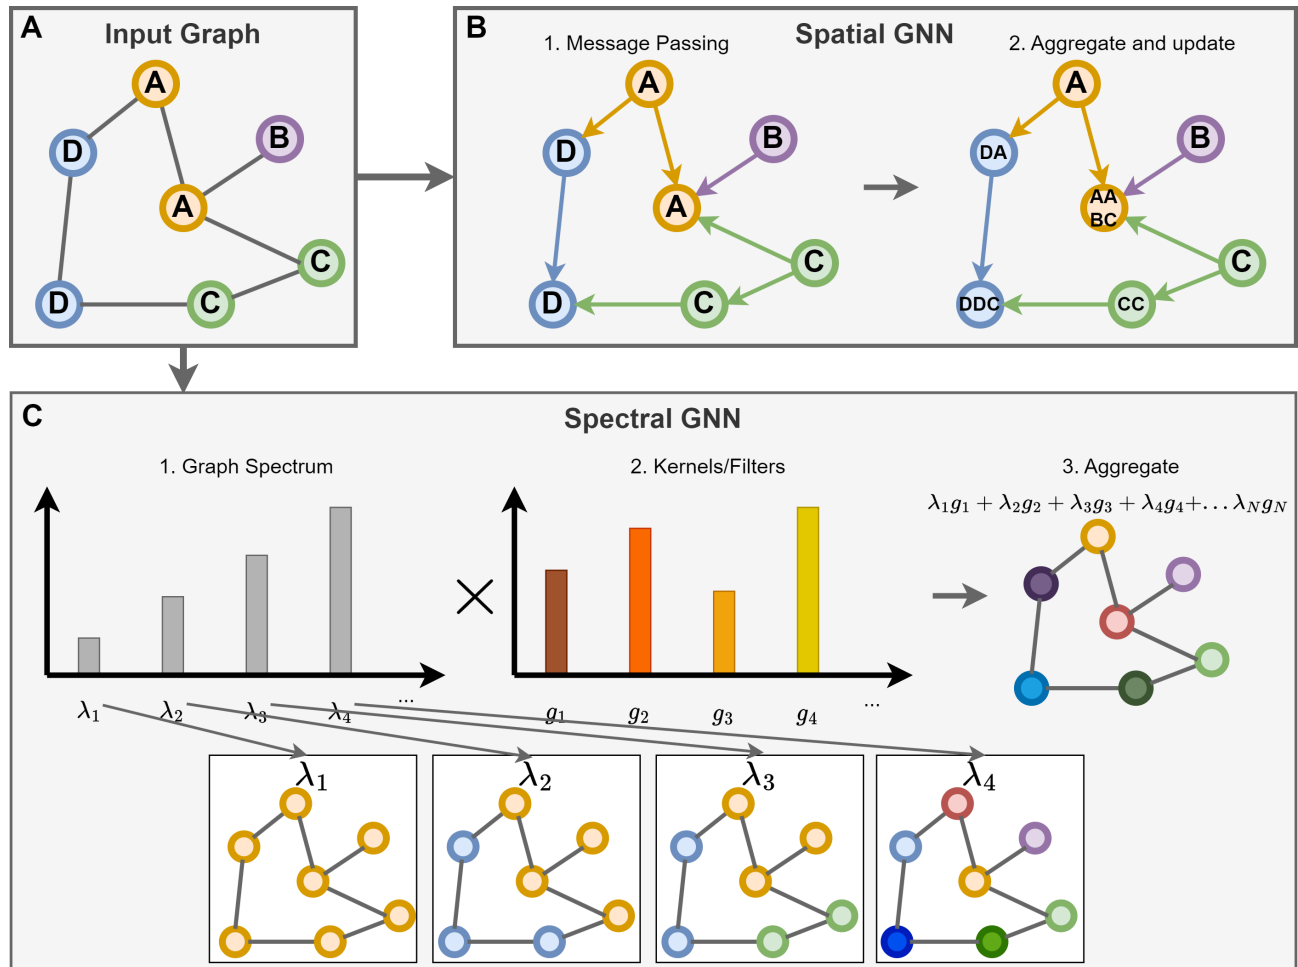 A
Input Graph
A
D
B
A
C
D
C
B
Spatial GNN
1. Message Passing
2. Aggregate and update
A
D
B
A
C
D
C
A
DA
B
AA
BC
C
DDC
CC
C
Spectral GNN
1. Graph Spectrum
2. Kernels/Filters
3. Aggregate
λ₁g₁ + λ₂g₂ + λ₃g₃ + λ₄g₄+...λ_N g_N
λ₁ λ₂ λ₃ λ₄ ...
g₁ g₂ g₃ g₄ ...
λ₁
λ₂
λ₃
λ₄